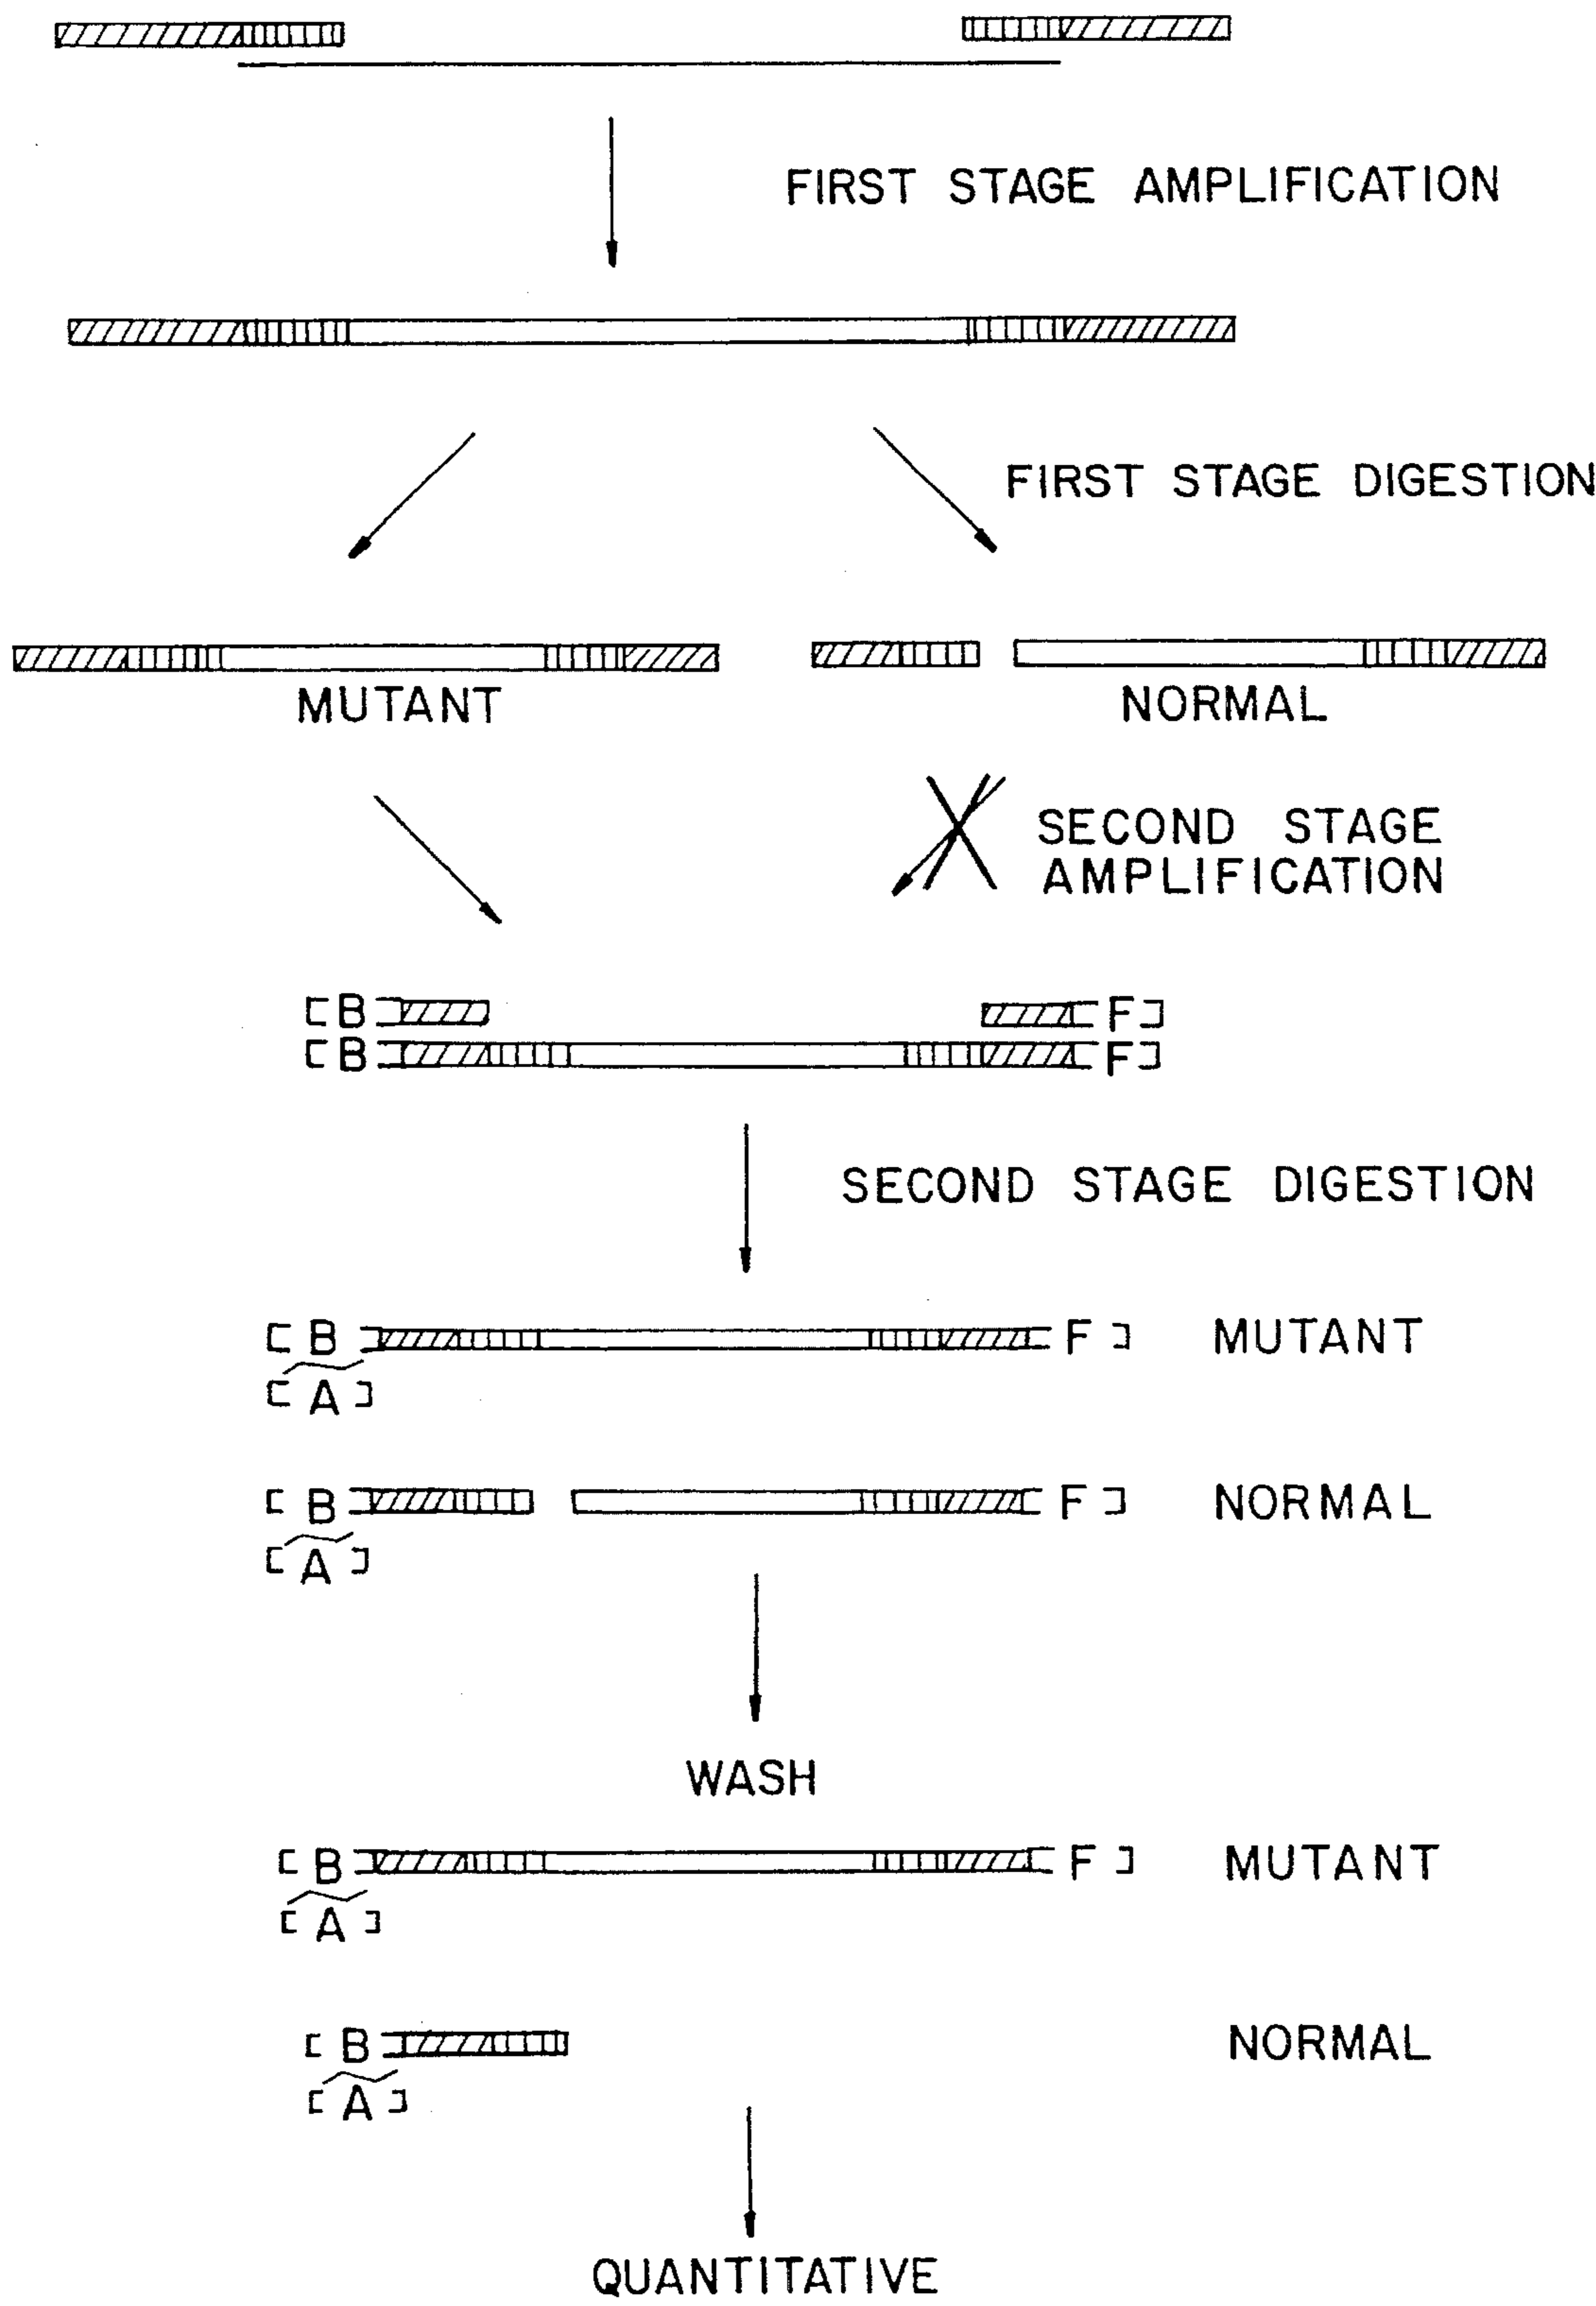 FIRST STAGE AMPLIFICATION
FIRST STAGE DIGESTION
MUTANT NORMAL
SECOND STAGE
AMPLIFICATION
[B] [F]
[B] [F]
SECOND STAGE DIGESTION
[B] [F] MUTANT
[A]
[B] [F] NORMAL
[A]
WASH
[B] [F] MUTANT
[A]
[B] NORMAL
[A]
QUANTITATIVE